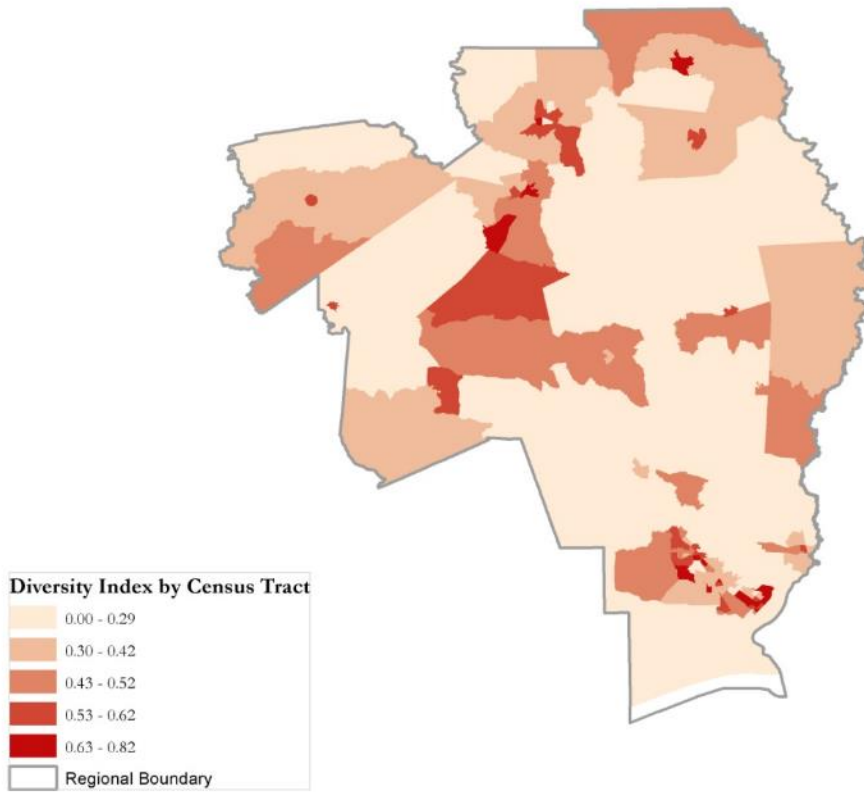 Diversity Index by Census Tract
0.00 - 0.29
0.30 - 0.42
0.43 - 0.52
0.53 - 0.62
0.63 - 0.82
Regional Boundary